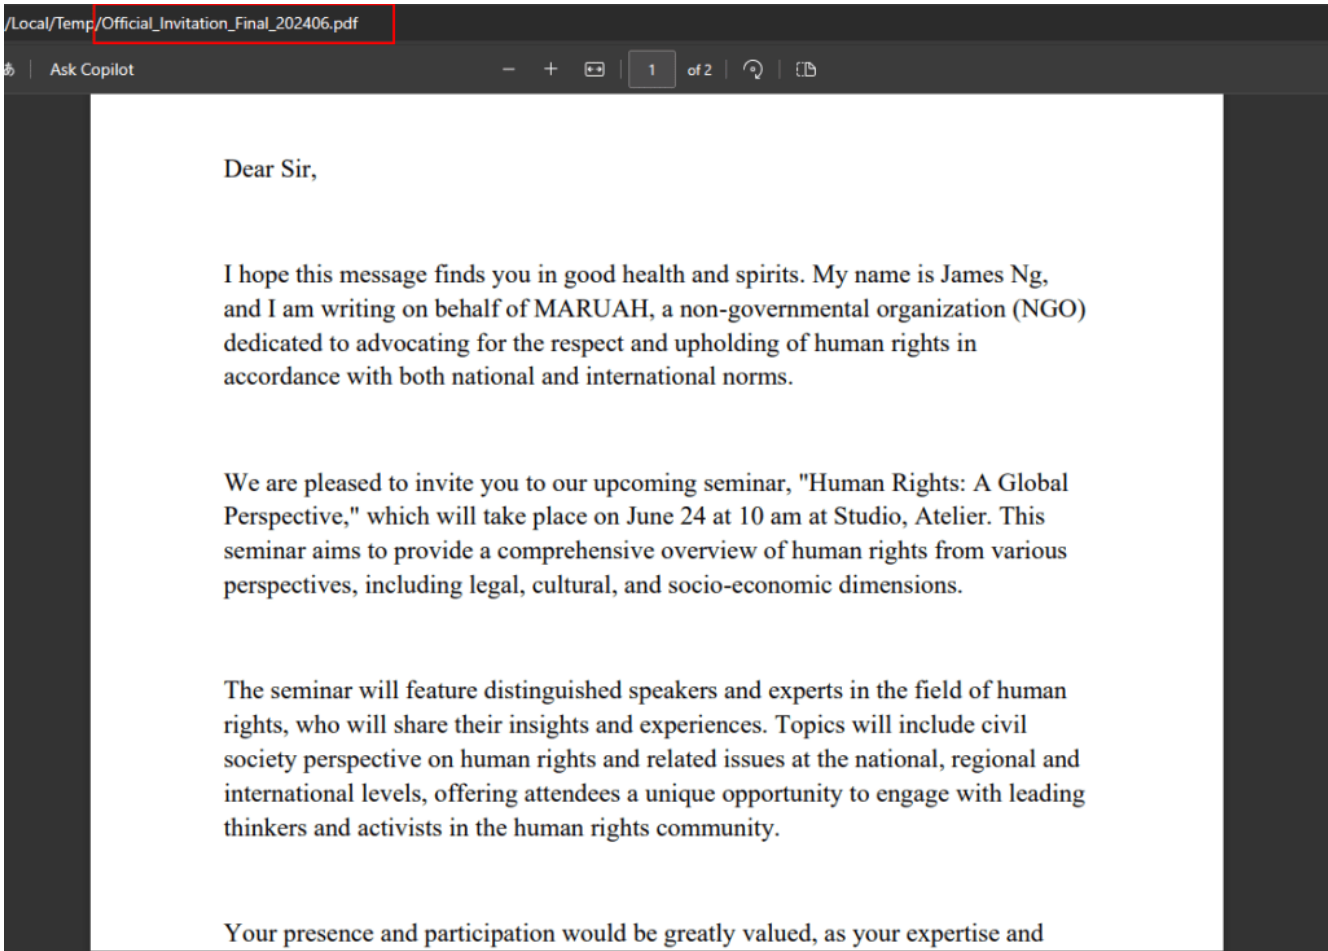 /Local/Temp/Official_Invitation_Final_202406.pdf
あ Ask Copilot 1 of 2
Dear Sir,
I hope this message finds you in good health and spirits. My name is James Ng,
and I am writing on behalf of MARUAH, a non-governmental organization (NGO)
dedicated to advocating for the respect and upholding of human rights in
accordance with both national and international norms.
We are pleased to invite you to our upcoming seminar, "Human Rights: A Global
Perspective," which will take place on June 24 at 10 am at Studio, Atelier. This
seminar aims to provide a comprehensive overview of human rights from various
perspectives, including legal, cultural, and socio-economic dimensions.
The seminar will feature distinguished speakers and experts in the field of human
rights, who will share their insights and experiences. Topics will include civil
society perspective on human rights and related issues at the national, regional and
international levels, offering attendees a unique opportunity to engage with leading
thinkers and activists in the human rights community.
Your presence and participation would be greatly valued, as your expertise and